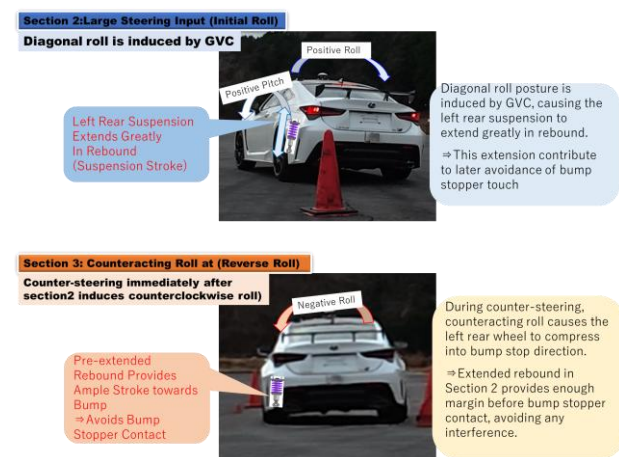 Section 2:Large Steering Input (Initial Roll)
Diagonal roll is induced by GVC
Positive Roll
Positive Pitch
Left Rear Suspension
Extends Greatly
In Rebound
(Suspension Stroke)
Diagonal roll posture is
induced by GVC, causing the
left rear suspension to
extend greatly in rebound.
⇒This extension contribute
to later avoidance of bump
stopper touch
Section 3: Counteracting Roll at (Reverse Roll)
Counter-steering immediately after
section2 induces counterclockwise roll)
Negative Roll
Pre-extended
Rebound Provides
Ample Stroke towards
Bump
⇒Avoids Bump
Stopper Contact
During counter-steering,
counteracting roll causes the
left rear wheel to compress
into bump stop direction.
⇒Extended rebound in
Section 2 provides enough
margin before bump stopper
contact, avoiding any
interference.